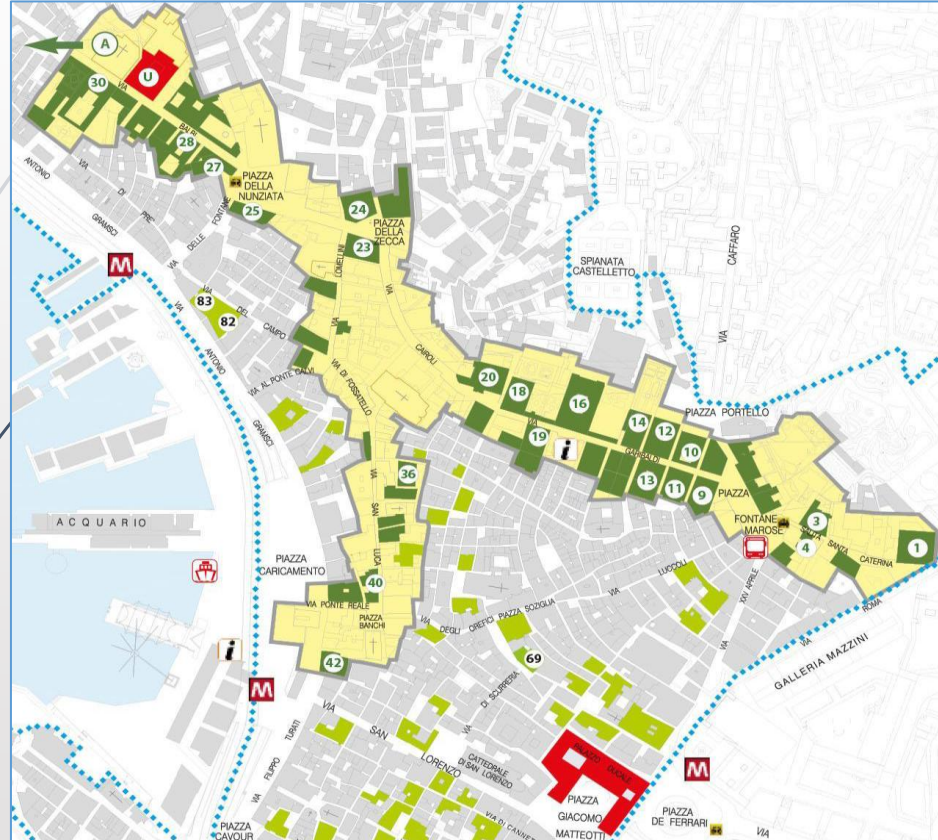 A
U
30
VIA
BALBI
28
27
ANTONIO
GRAMSCI
VIA
DI
PRE'
VIA
DELLE
FONTANE
PIAZZA
DELLA
NUNZIATA
25
24
PIAZZA
DELLA
ZECCA
23
LOMELLINI
VIA
VIA
CAIROLI
SPIANATA
CASTELLETTO
CAFFARO
VIA
M
83
82
VIA
DEL
CAMPO
VIA
ANTONIO
GRAMSCI
VIA AL PONTE CALVI
VIA DI FOSSATELLO
20
18
16
VIA
19
i
14
12
10
PIAZZA PORTELLO
GARIBALDI
13
11
9
PIAZZA
FONTANE
MAROSE
3
4
SALITA SANTA
CATERINA
1
36
VIA
SAN
LUCA
ACQUARIO
PIAZZA
CARICAMENTO
40
VIA PONTE REALE
PIAZZA
BANCHI
42
VIA
DEGLI
OREFICI
PIAZZA SOZIGLIA
VIA
LUCCOLI
XXV APRILE
VIA
ROMA
GALLERIA MAZZINI
69
VIA
DI SCURRERIA
i
M
VIA
SAN
LORENZO
VIA FILIPPO TURATI
CATTEDRALE
DI SAN LORENZO
PALAZZO DUCALE
M
PIAZZA
GIACOMO
MATTEOTTI
PIAZZA
DE FERRARI
VIA
PIAZZA
CAVOUR